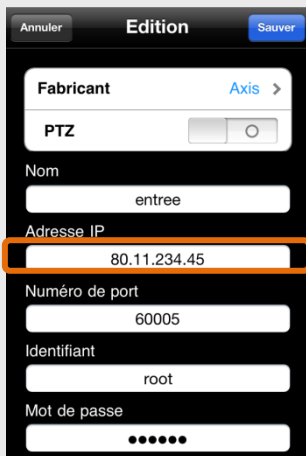 Annuler Edition Sauver
Fabricant Axis >
PTZ
Nom
entree
Adresse IP
80.11.234.45
Numéro de port
60005
Identifiant
root
Mot de passe
●●●●●●